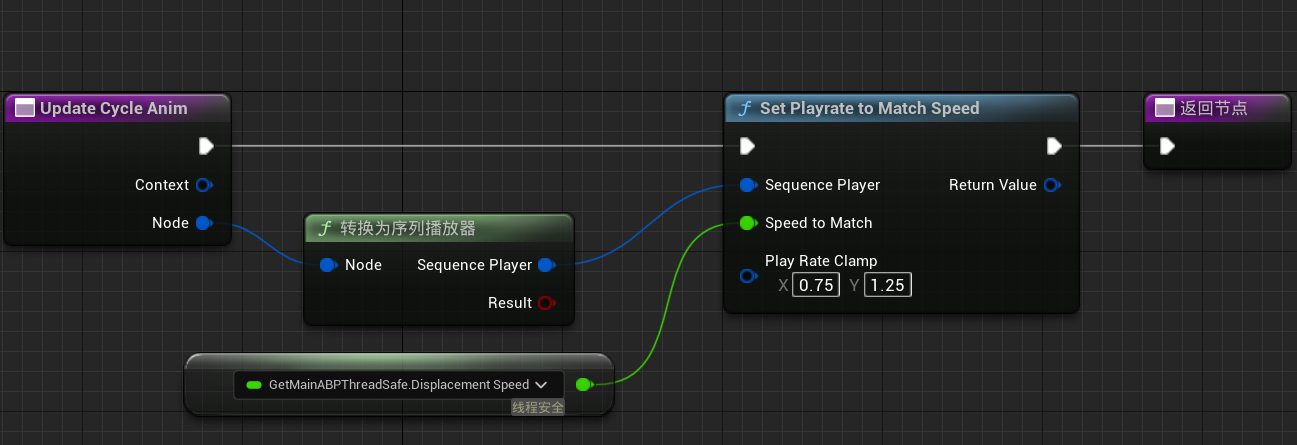 Update Cycle Anim
Context
Node
转换为序列播放器
Node
Sequence Player
Result
GetMainABPThreadSafe.Displacement Speed
线程安全
Set Playrate to Match Speed
Sequence Player
Return Value
Speed to Match
Play Rate Clamp
X 0.75 Y 1.25
返回节点